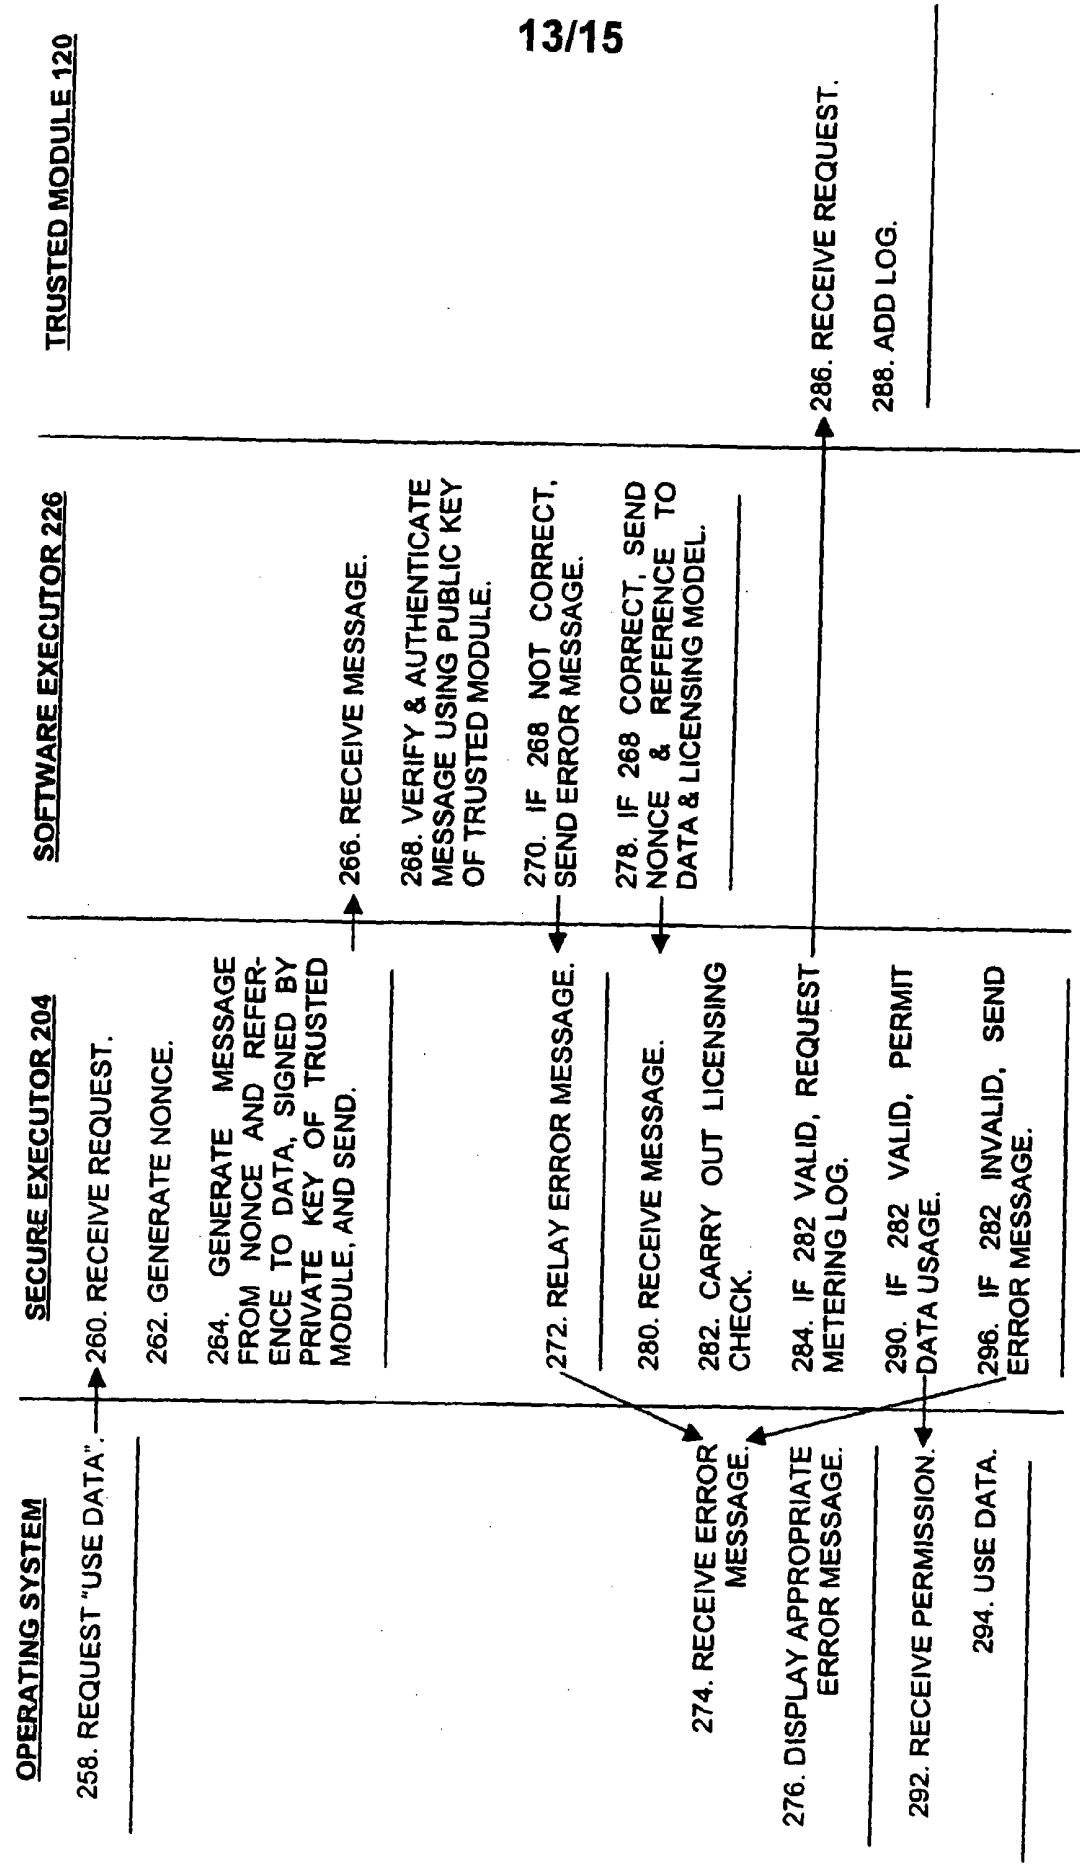 13/15
OPERATING SYSTEM
258. REQUEST "USE DATA".
274. RECEIVE ERROR
MESSAGE.
276. DISPLAY APPROPRIATE
ERROR MESSAGE.
292. RECEIVE PERMISSION.
294. USE DATA.
SECURE EXECUTOR 204
260. RECEIVE REQUEST.
262. GENERATE NONCE.
264. GENERATE MESSAGE
FROM NONCE AND REFER-
ENCE TO DATA, SIGNED BY
PRIVATE KEY OF TRUSTED
MODULE, AND SEND.
272. RELAY ERROR MESSAGE.
280. RECEIVE MESSAGE.
282. CARRY OUT LICENSING
CHECK.
284. IF 282 VALID, REQUEST
METERING LOG.
290. IF 282 VALID, PERMIT
DATA USAGE.
296. IF 282 INVALID, SEND
ERROR MESSAGE.
SOFTWARE EXECUTOR 226
266. RECEIVE MESSAGE.
268. VERIFY & AUTHENTICATE
MESSAGE USING PUBLIC KEY
OF TRUSTED MODULE.
270. IF 268 NOT CORRECT,
SEND ERROR MESSAGE.
278. IF 268 CORRECT, SEND
NONCE & REFERENCE TO
DATA & LICENSING MODEL.
TRUSTED MODULE 120
286. RECEIVE REQUEST.
288. ADD LOG.